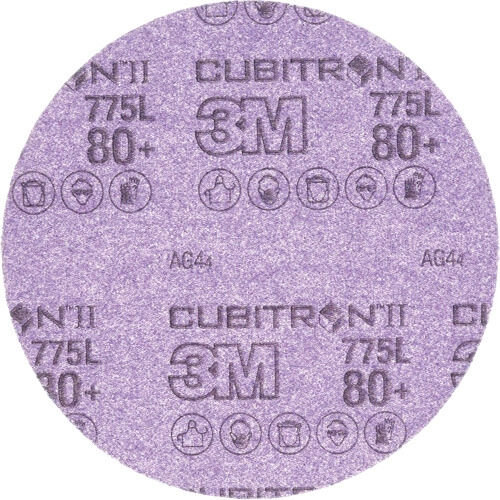 CUBITRON II
775L
3M
80+
AG44
AG44
CUBITRON II
775L
3M
80+